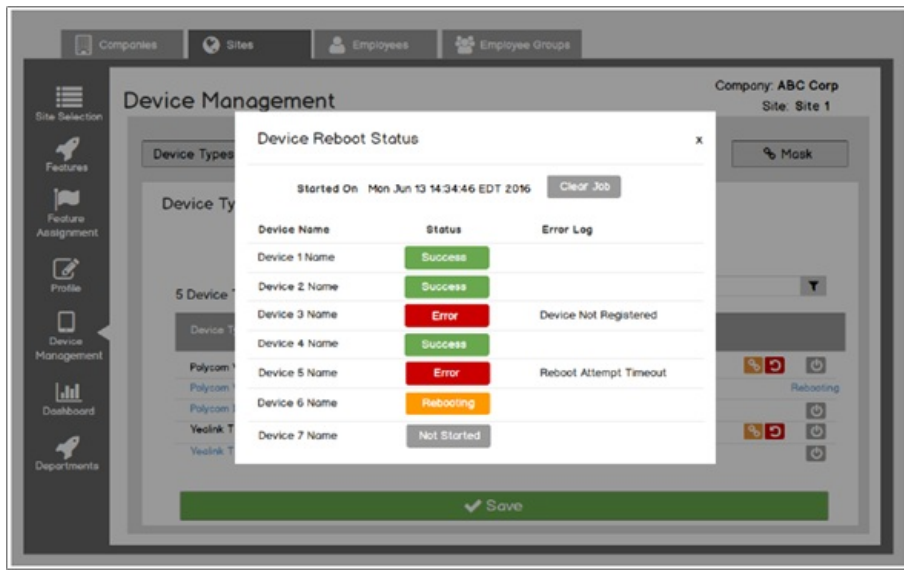 Companies
Sites
Employees
Employee Groups
Site Selection
Features
Feature
Assignment
Profile
Device
Management
Dashboard
Departments
Device Management
Company: ABC Corp
Site: Site 1
Device Types
Mask
Device Ty
5 Device
Device T
Polycom
Polycom
Rebooting
Polycom
Yealink T
Yealink T
Save
Device Reboot Status
x
Started On Mon Jun 13 14:34:46 EDT 2016 Clear Job
Device Name Status Error Log
Device 1 Name Success
Device 2 Name Success
Device 3 Name Error Device Not Registered
Device 4 Name Success
Device 5 Name Error Reboot Attempt Timeout
Device 6 Name Rebooting
Device 7 Name Not Started